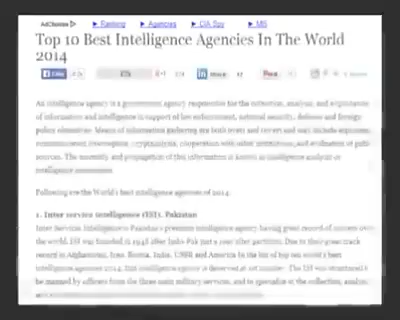 AdChoices ▷ ► Ranking ► Agencies ► CIA Spy ► MI5
Top 10 Best Intelligence Agencies In The World
2014
An intelligence agency is a government agency responsible for the collection, analysis, and exploitation
of information and intelligence in support of law enforcement, national security, defense and foreign
policy objectives. Means of information gathering are both overt and covert and may include espionage,
communication interception, cryptanalysis, cooperation with other institutions, and evaluation of public
sources. The assembly and propagation of this information is known as intelligence analysis or
intelligence assessment.
Following are the World's best intelligence agencies of 2014.
1. Inter service intelligence (ISI), Pakistan
Inter Services Intelligence is Pakistan's premiere intelligence agency having great record of success over
the world. ISI was founded in 1948 after Indo Pak just a year after partition. Due to their great track
record in Afghanistan, Iran, Russia, India, USSR and America in the list of top ten world's best
intelligence agencies 2014, this intelligence agency is deserved at 1st number. The ISI was structured to
be manned by officers from the three main military services, and to specialize in the collection, analysis